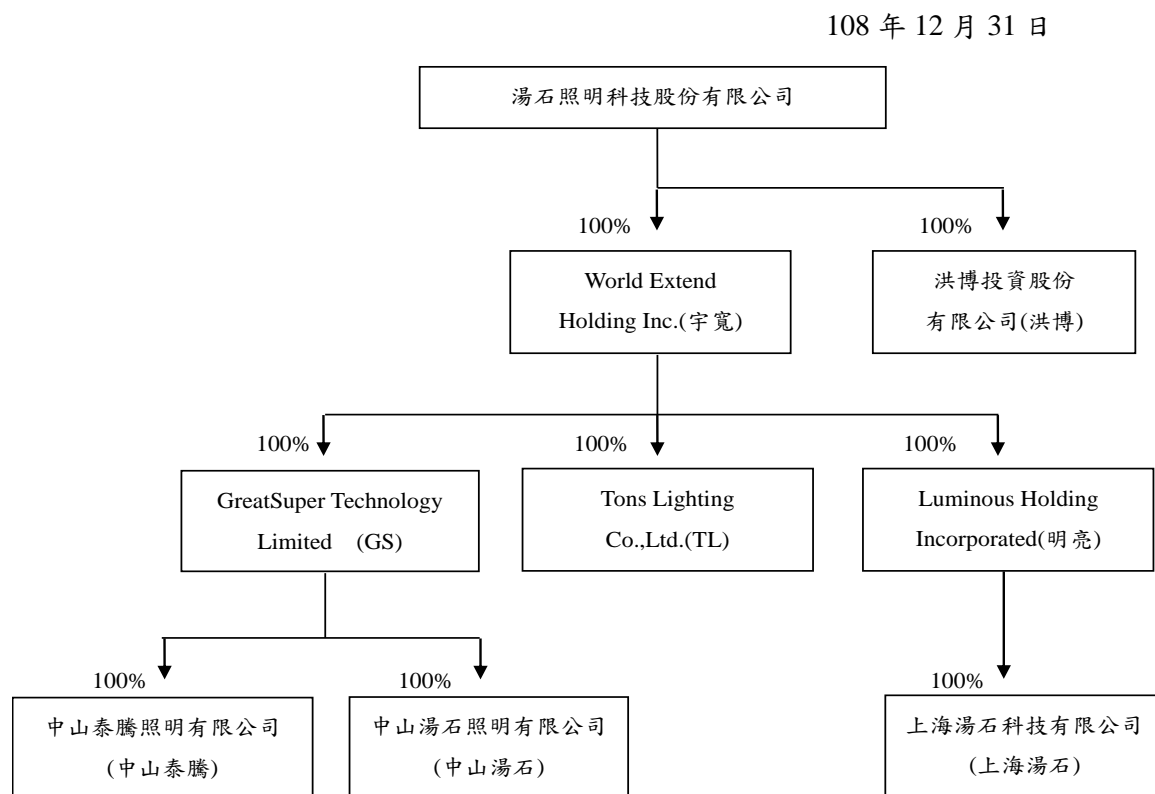 108 年 12 月 31 日
湯石照明科技股份有限公司
100%
100%
World Extend
Holding Inc.(宇寬)
洪博投資股份
有限公司(洪博)
100%
100%
100%
GreatSuper Technology
Limited (GS)
Tons Lighting
Co.,Ltd.(TL)
Luminous Holding
Incorporated(明亮)
100%
100%
100%
中山泰騰照明有限公司
(中山泰騰)
中山湯石照明有限公司
(中山湯石)
上海湯石科技有限公司
(上海湯石)